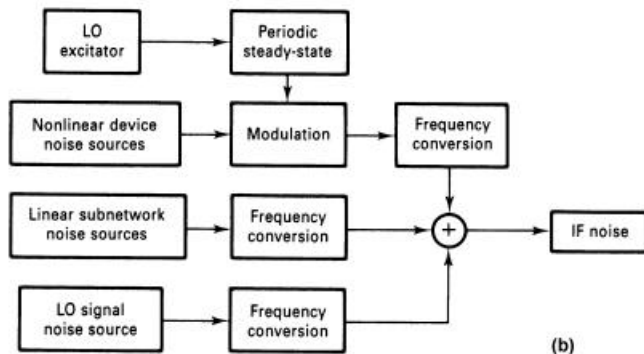 LO
excitator
Periodic
steady-state
Nonlinear device
noise sources
Modulation
Frequency
conversion
Linear subnetwork
noise sources
Frequency
conversion
+
IF noise
LO signal
noise source
Frequency
conversion
(b)